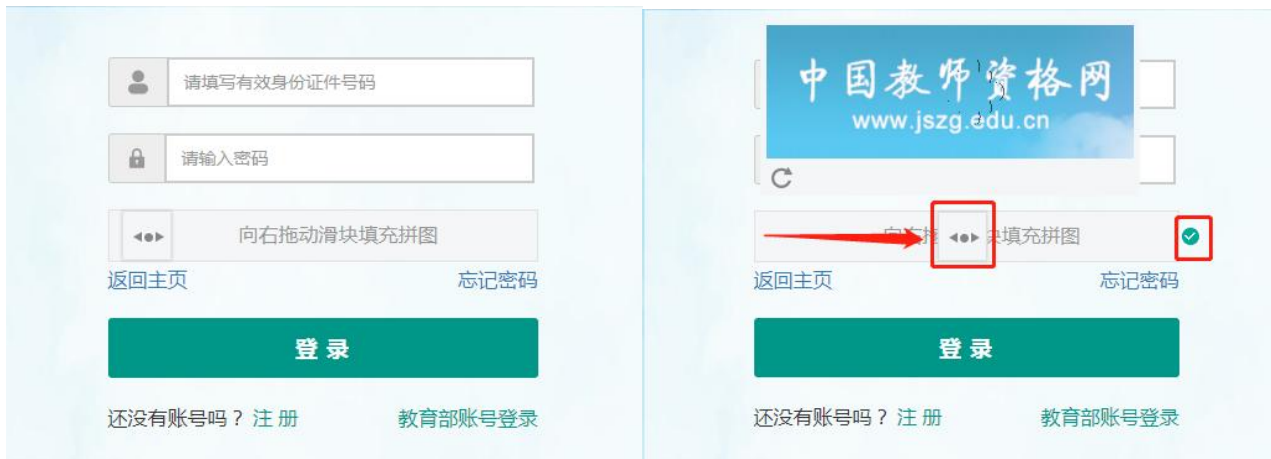 请填写有效身份证件号码
请输入密码
向右拖动滑块填充拼图
返回主页 忘记密码
登录
还没有账号吗？注册 教育部账号登录
中国教师资格网
www.jszg.edu.cn
填充拼图
返回主页 忘记密码
登录
还没有账号吗？注册 教育部账号登录